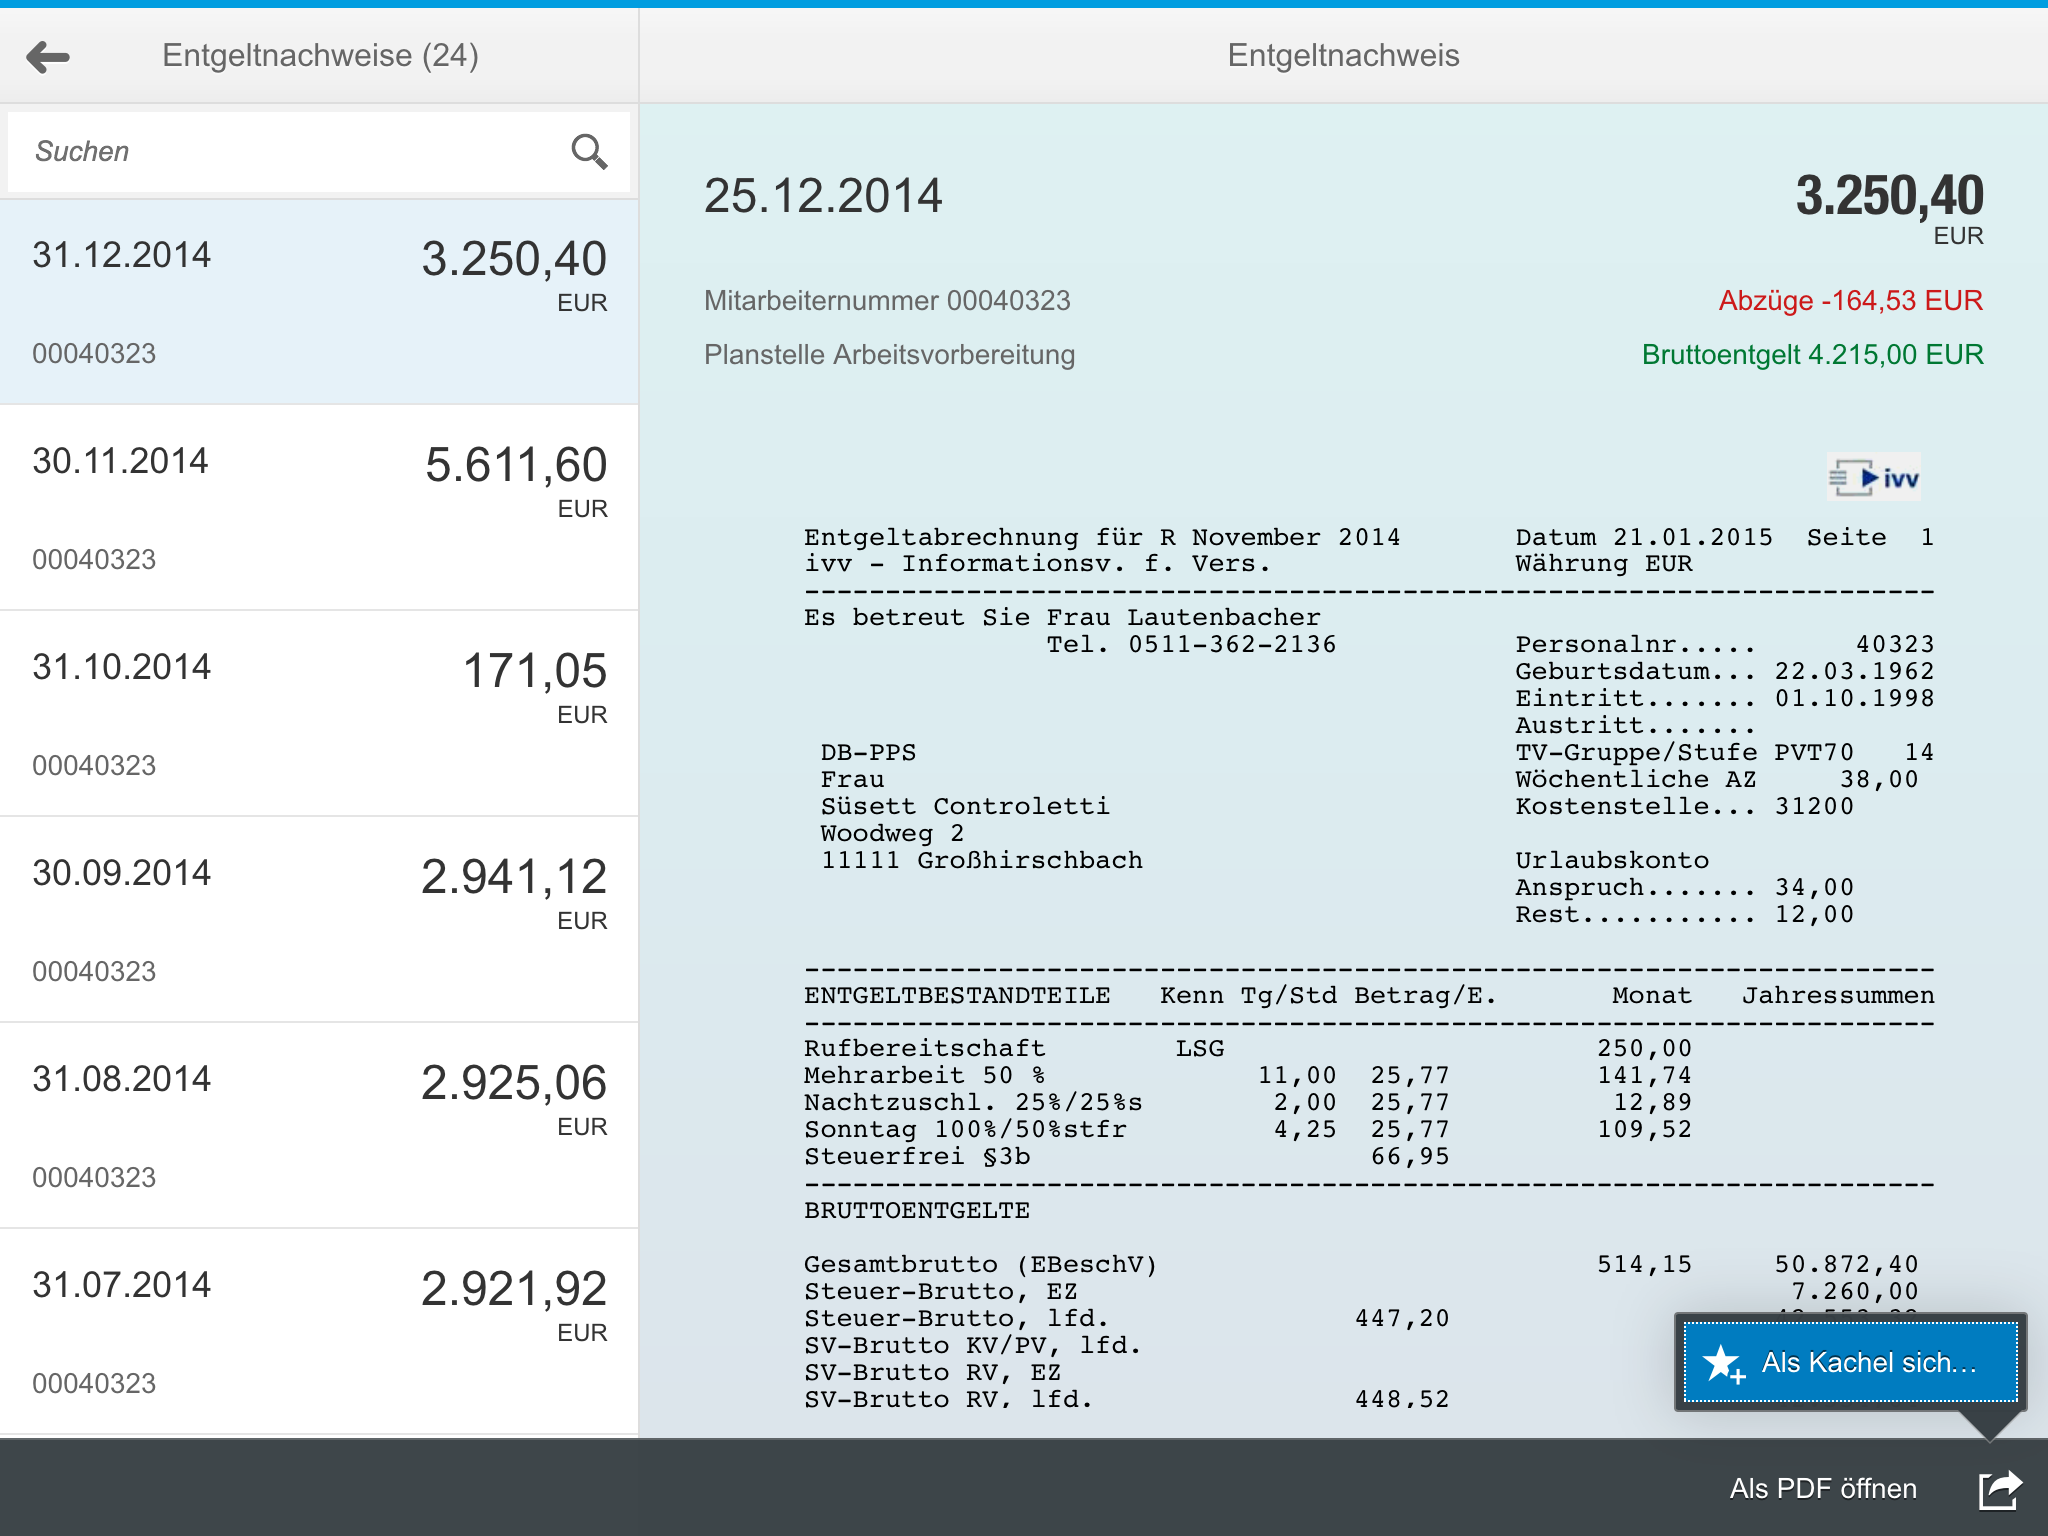 Entgeltnachweise (24)
Suchen
31.12.2014 3.250,40
EUR
00040323
30.11.2014 5.611,60
EUR
00040323
31.10.2014 171,05
EUR
00040323
30.09.2014 2.941,12
EUR
00040323
31.08.2014 2.925,06
EUR
00040323
31.07.2014 2.921,92
EUR
00040323
Entgeltnachweis
25.12.2014 3.250,40
EUR
Mitarbeiternummer 00040323 Abzüge -164,53 EUR
Planstelle Arbeitsvorbereitung Bruttoentgelt 4.215,00 EUR
ivv
Entgeltabrechnung für R November 2014 Datum 21.01.2015 Seite 1
ivv - Informationsv. f. Vers. Währung EUR
Es betreut Sie Frau Lautenbacher
Tel. 0511-362-2136 Personalnr..... 40323
Geburtsdatum... 22.03.1962
Eintritt....... 01.10.1998
Austritt.......
DB-PPS TV-Gruppe/Stufe PVT70 14
Frau Wöchentliche AZ 38,00
Süsett Controletti Kostenstelle... 31200
Woodweg 2
11111 Großhirschbach Urlaubskonto
Anspruch....... 34,00
Rest........... 12,00
ENTGELTBESTANDTEILE Kenn Tg/Std Betrag/E. Monat Jahressummen
Rufbereitschaft LSG 250,00
Mehrarbeit 50 % 11,00 25,77 141,74
Nachtzuschl. 25%/25%s 2,00 25,77 12,89
Sonntag 100%/50%stfr 4,25 25,77 109,52
Steuerfrei §3b 66,95
BRUTTOENTGELTE
Gesamtbrutto (EBeschV) 514,15 50.872,40
Steuer-Brutto, EZ 7.260,00
Steuer-Brutto, lfd. 447,20
SV-Brutto KV/PV, lfd.
SV-Brutto RV, EZ
SV-Brutto RV, lfd. 448,52
Als Kachel sich...
Als PDF öffnen